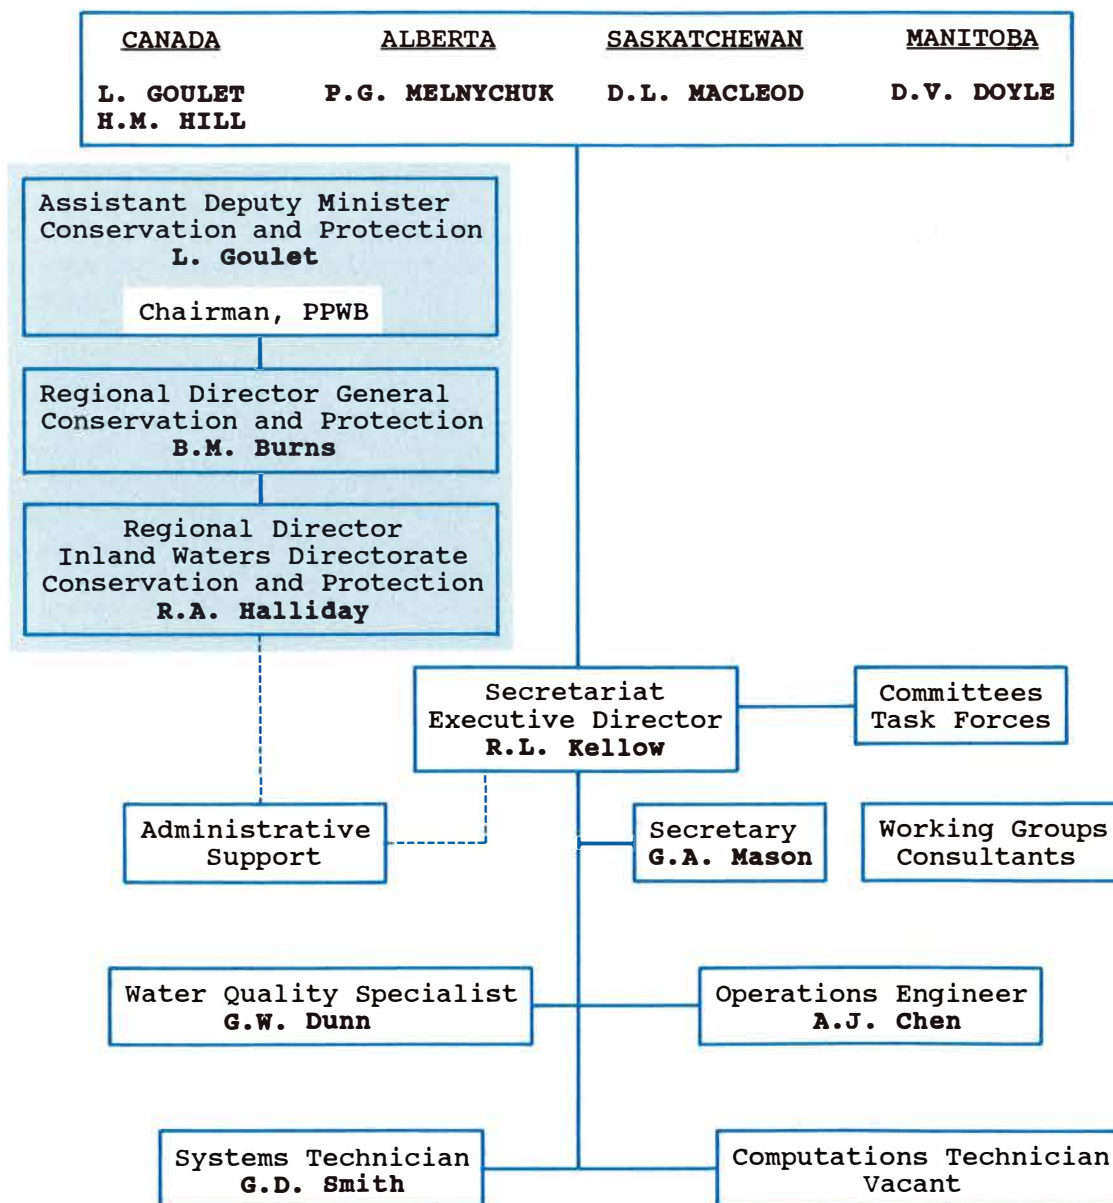 CANADA ALBERTA SASKATCHEWAN MANITOBA
L. GOULET P.G. MELNYCHUK D.L. MACLEOD D.V. DOYLE
H.M. HILL
Assistant Deputy Minister
Conservation and Protection
L. Goulet
Chairman, PPWB
Regional Director General
Conservation and Protection
B.M. Burns
Regional Director
Inland Waters Directorate
Conservation and Protection
R.A. Halliday
Secretariat
Executive Director
R.L. Kellow
Committees
Task Forces
Administrative
Support
Secretary
G.A. Mason
Working Groups
Consultants
Water Quality Specialist
G.W. Dunn
Operations Engineer
A.J. Chen
Systems Technician
G.D. Smith
Computations Technician
Vacant